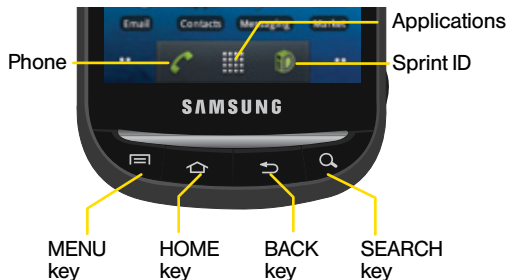 Email Contacts Messaging Market
Applications
Phone
Sprint ID
SAMSUNG
MENU key
HOME key
BACK key
SEARCH key